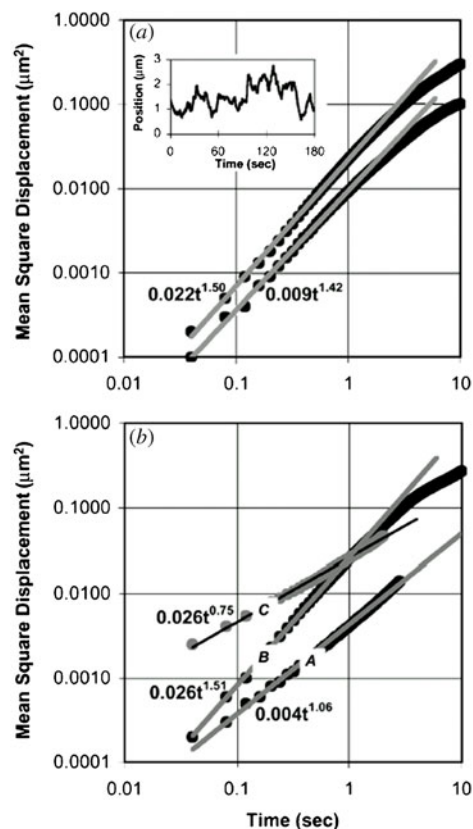 (a)
Mean Square Displacement (μm²)
1.0000
0.1000
0.0100
0.0010
0.0001
Position (μm)
3
2
1
0
0 60 120 180
Time (sec)
0.022t^1.50
0.009t^1.42
0.01 0.1 1 10
(b)
Mean Square Displacement (μm²)
1.0000
0.1000
0.0100
0.0010
0.0001
0.026t^0.75
C
B
A
0.026t^1.51
0.004t^1.06
0.01 0.1 1 10
Time (sec)